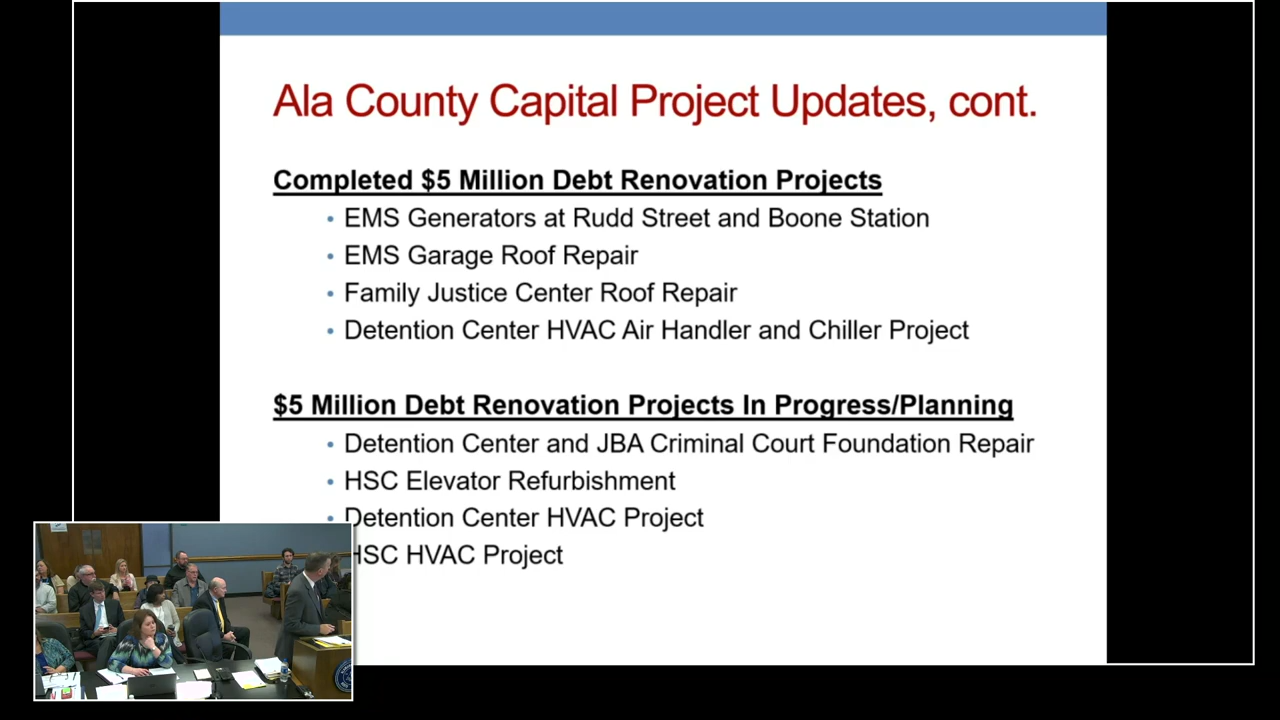 Ala County Capital Project Updates, cont.
Completed $5 Million Debt Renovation Projects
• EMS Generators at Rudd Street and Boone Station
• EMS Garage Roof Repair
• Family Justice Center Roof Repair
• Detention Center HVAC Air Handler and Chiller Project
$5 Million Debt Renovation Projects In Progress/Planning
• Detention Center and JBA Criminal Court Foundation Repair
• HSC Elevator Refurbishment
• Detention Center HVAC Project
HSC HVAC Project